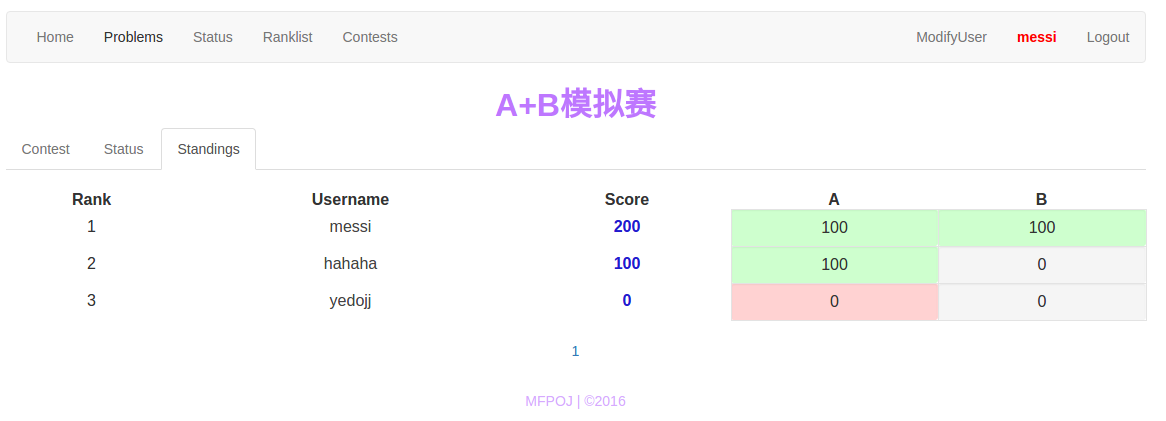 Home Problems Status Ranklist Contests ModifyUser messi Logout
A+B模拟赛
Contest Status Standings
Rank Username Score A B
1 messi 200 100 100
2 hahaha 100 100 0
3 yedojj 0 0 0
1
MFPOJ | ©2016